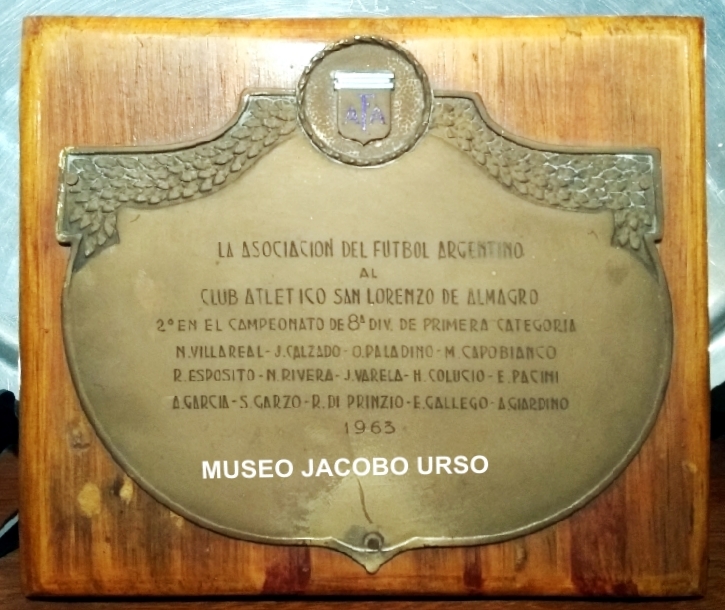 AFA
LA ASOCIACION DEL FUTBOL ARGENTINO
AL
CLUB ATLETICO SAN LORENZO DE ALMAGRO
2º EN EL CAMPEONATO DE 8ª DIV. DE PRIMERA CATEGORIA
N. VILLAREAL - J. CALZADO - O. PALADINO - M. CAPOBIANCO
R. ESPOSITO - N. RIVERA - J. VARELA - H. COLUCIO - E. PACINI
A. GARCIA - S. GARZO - R. DI PRINZIO - E. GALLEGO - A. GIARDINO
1963
MUSEO JACOBO URSO